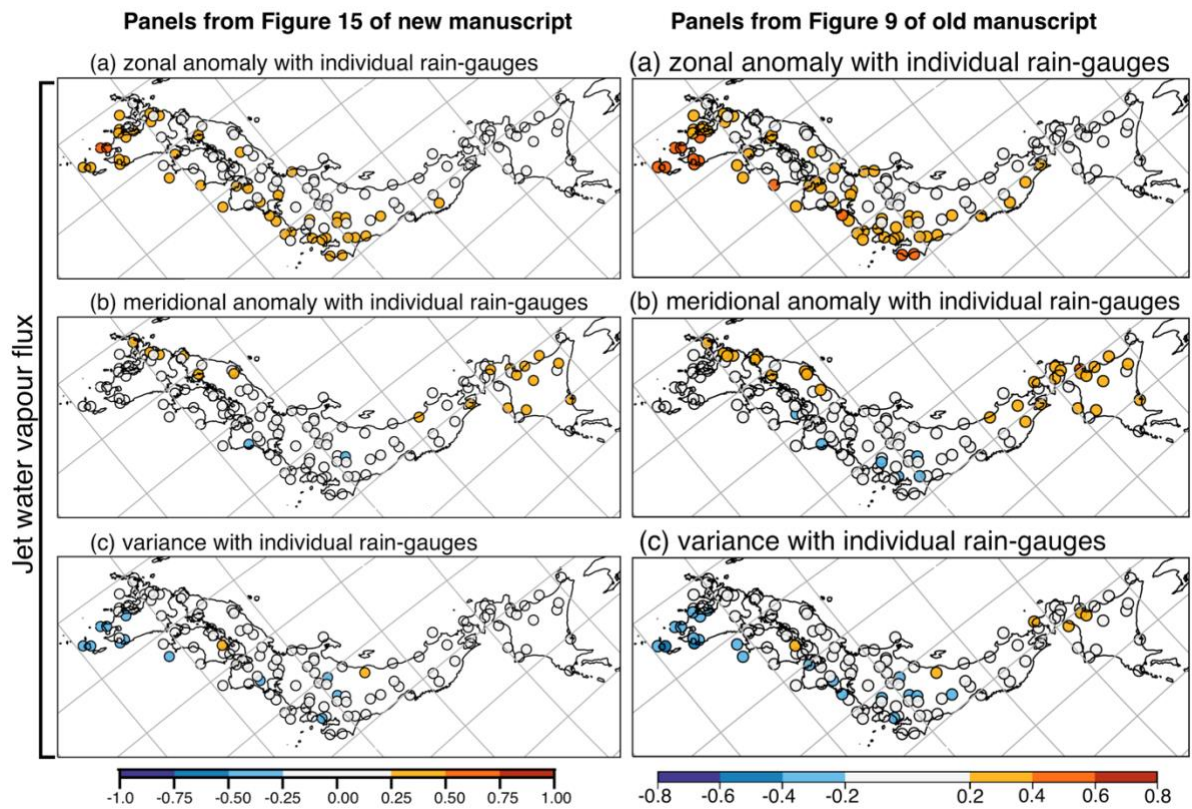 Panels from Figure 15 of new manuscript
Panels from Figure 9 of old manuscript
(a) zonal anomaly with individual rain-gauges
(a) zonal anomaly with individual rain-gauges
(b) meridional anomaly with individual rain-gauges
(b) meridional anomaly with individual rain-gauges
(c) variance with individual rain-gauges
(c) variance with individual rain-gauges
Jet water vapour flux
-1.0 -0.75 -0.50 -0.25 0.00 0.25 0.50 0.75 1.00
-0.8 -0.6 -0.4 -0.2 0.2 0.4 0.6 0.8